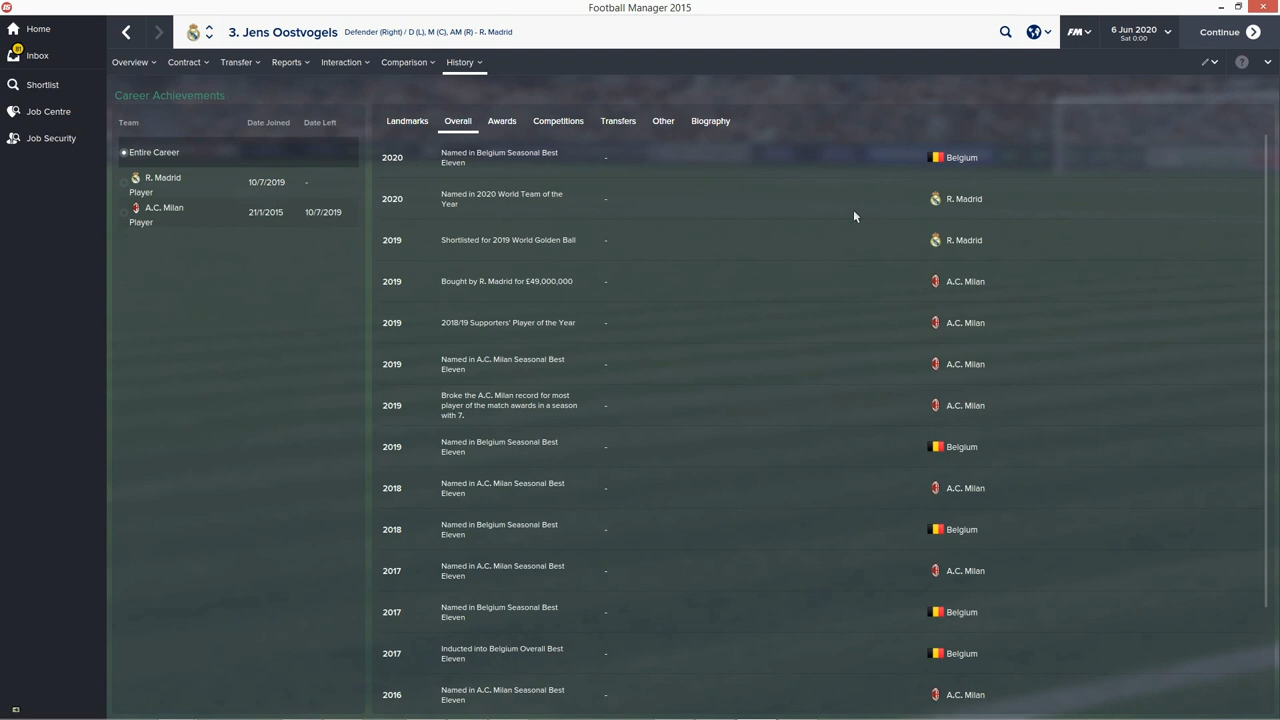 Football Manager 2015
Home
81
Inbox
Shortlist
Job Centre
Job Security
3. Jens Oostvogels
Defender (Right) / D (L), M (C), AM (R) - R. Madrid
FM
6 Jun 2020
Sat 0:00
Continue
Overview
Contract
Transfer
Reports
Interaction
Comparison
History
?
Career Achievements
Team
Date Joined
Date Left
Entire Career
R. Madrid
Player
10/7/2019
-
A.C. Milan
Player
21/1/2015
10/7/2019
Landmarks
Overall
Awards
Competitions
Transfers
Other
Biography
2020
Named in Belgium Seasonal Best
Eleven
-
Belgium
2020
Named in 2020 World Team of the
Year
-
R. Madrid
2019
Shortlisted for 2019 World Golden Ball
-
R. Madrid
2019
Bought by R. Madrid for £49,000,000
-
A.C. Milan
2019
2018/19 Supporters' Player of the Year
-
A.C. Milan
2019
Named in A.C. Milan Seasonal Best
Eleven
-
A.C. Milan
2019
Broke the A.C. Milan record for most
player of the match awards in a season
with 7.
-
A.C. Milan
2019
Named in Belgium Seasonal Best
Eleven
-
Belgium
2018
Named in A.C. Milan Seasonal Best
Eleven
-
A.C. Milan
2018
Named in Belgium Seasonal Best
Eleven
-
Belgium
2017
Named in A.C. Milan Seasonal Best
Eleven
-
A.C. Milan
2017
Named in Belgium Seasonal Best
Eleven
-
Belgium
2017
Inducted into Belgium Overall Best
Eleven
-
Belgium
2016
Named in A.C. Milan Seasonal Best
Eleven
-
A.C. Milan